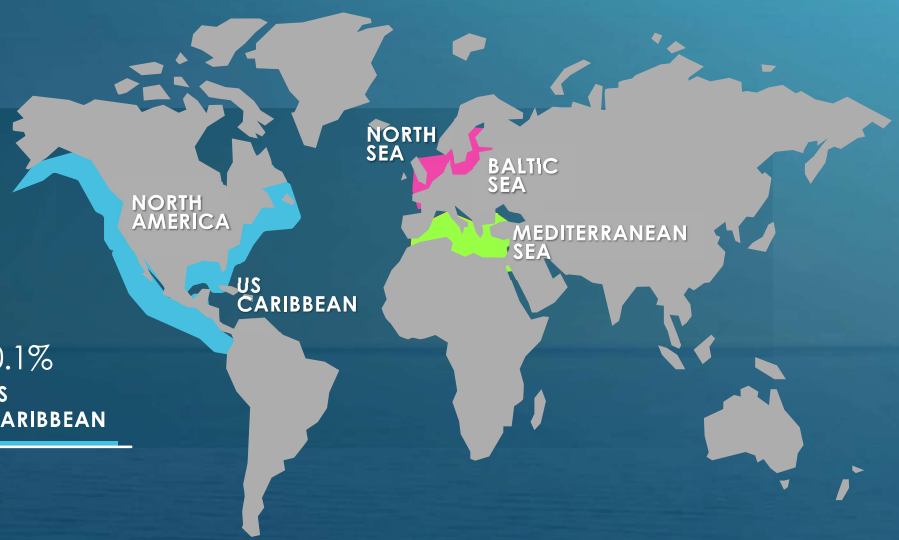 NORTH
SEA
BALTIC
SEA
NORTH
AMERICA
MEDITERRANEAN
SEA
US
CARIBBEAN
0.1%
S
ARIBBEAN